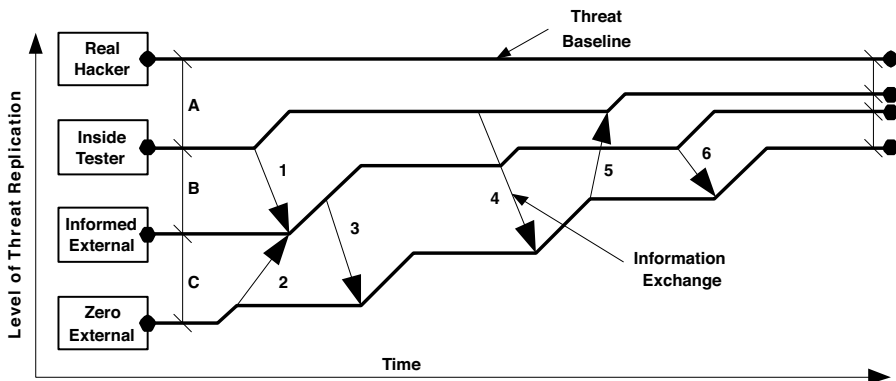 Threat
Baseline
Real
Hacker
A
Inside
Tester
1
B
5
6
Informed
External
3
4
Information
Exchange
C
2
Zero
External
Level of Threat Replication
Time